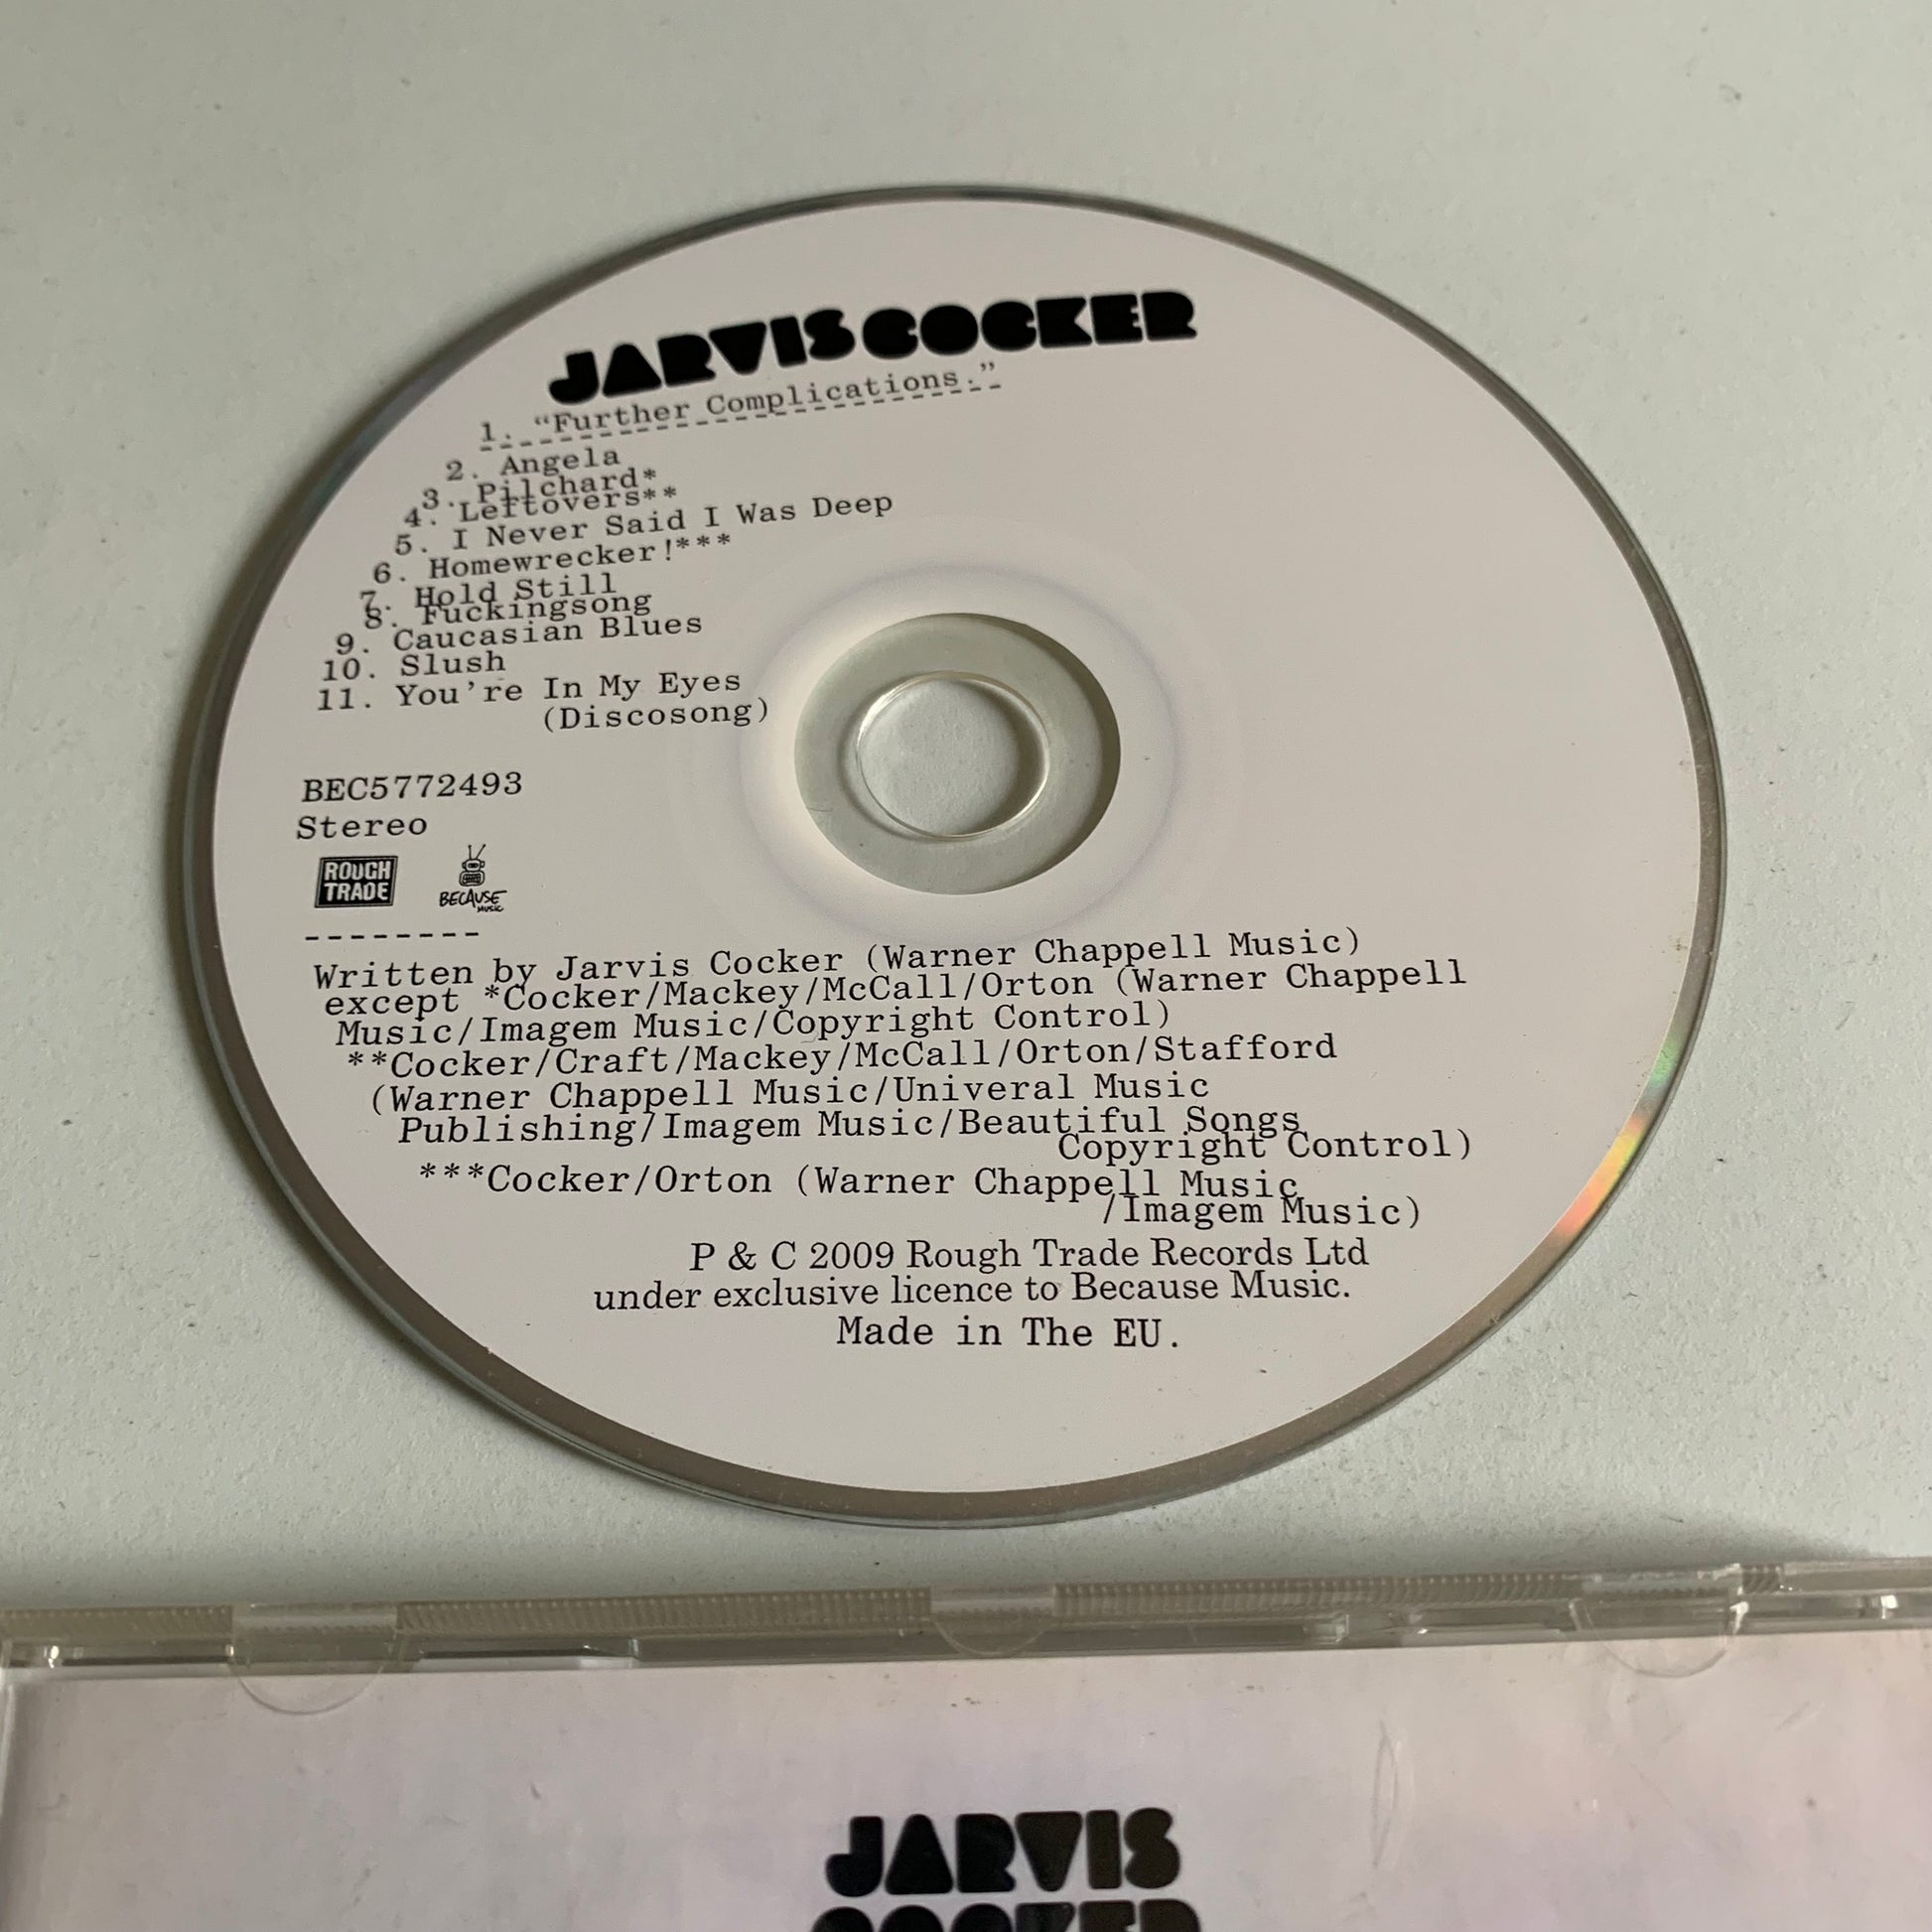 JARVIS COCKER
1. “Further Complications.”
2. Angela
3. Pilchard*
4. Leftovers**
5. I Never Said I Was Deep
6. Homewrecker!***
7. Hold Still
8. Fuckingsong
9. Caucasian Blues
10. Slush
11. You’re In My Eyes
(Discosong)
BEC5772493
Stereo
ROUGH
TRADE
BECAUSE
MUSIC
--------
Written by Jarvis Cocker (Warner Chappell Music)
except *Cocker/Mackey/McCall/Orton (Warner Chappell
Music/Imagem Music/Copyright Control)
**Cocker/Craft/Mackey/McCall/Orton/Stafford
(Warner Chappell Music/Univeral Music
Publishing/Imagem Music/Beautiful Songs
Copyright Control)
***Cocker/Orton (Warner Chappell Music
/Imagem Music)
P & C 2009 Rough Trade Records Ltd
under exclusive licence to Because Music.
Made in The EU.
JARVIS
COCKER